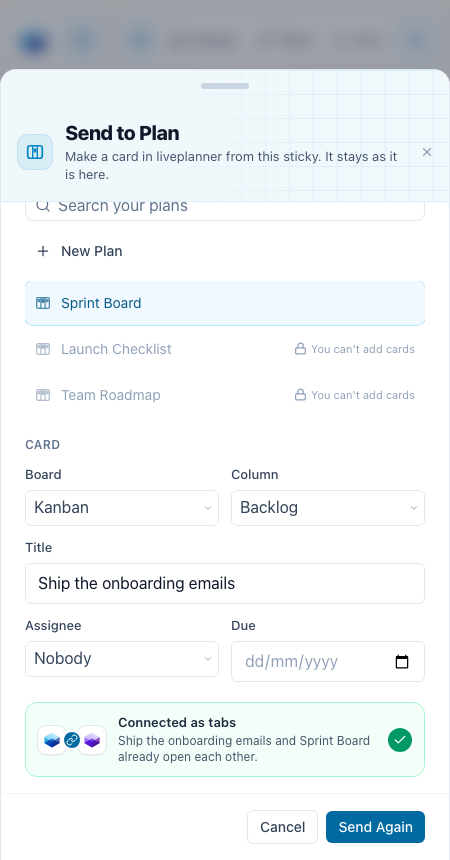 Send to Plan
Make a card in liveplanner from this sticky. It stays as it
is here.
Search your plans
New Plan
Sprint Board
Launch Checklist
You can't add cards
Team Roadmap
You can't add cards
CARD
Board
Column
Kanban
Backlog
Title
Ship the onboarding emails
Assignee
Due
Nobody
dd/mm/yyyy
Connected as tabs
Ship the onboarding emails and Sprint Board
already open each other.
Cancel
Send Again